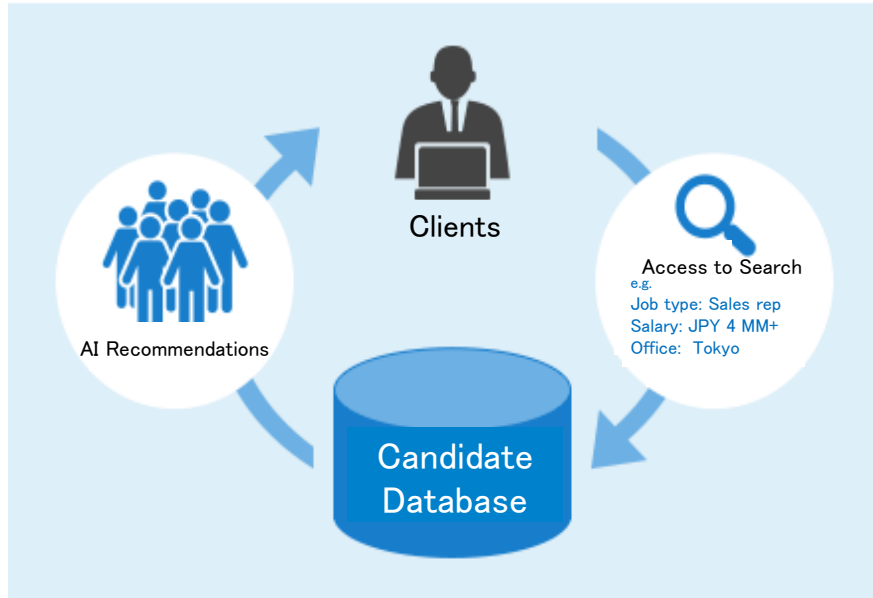 Clients
Access to Search
e.g.
Job type: Sales rep
Salary: JPY 4 MM+
Office: Tokyo
AI Recommendations
Candidate
Database